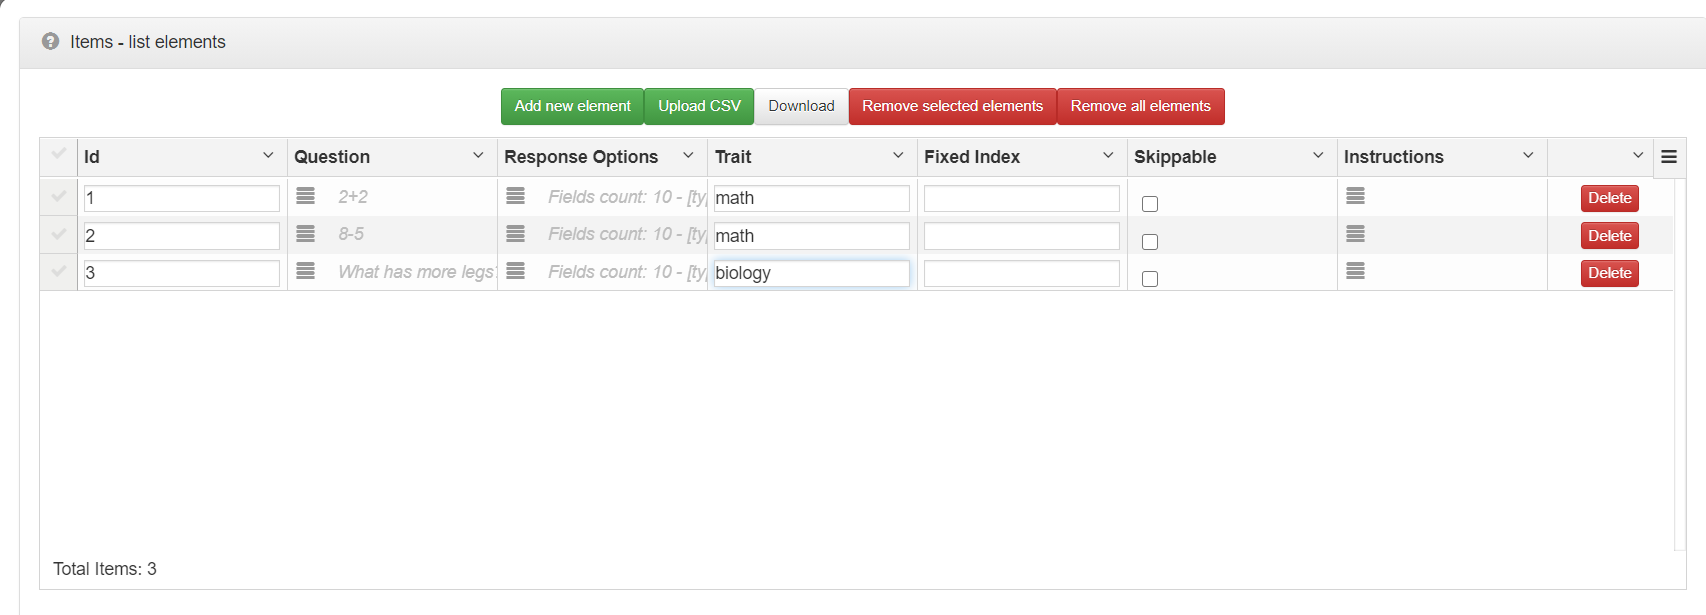 Items - list elements
Add new element Upload CSV Download Remove selected elements Remove all elements
Id Question Response Options Trait Fixed Index Skippable Instructions
1 2+2 Fields count: 10 - [ty math Delete
2 8-5 Fields count: 10 - [ty math Delete
3 What has more legs? Fields count: 10 - [ty biology Delete
Total Items: 3